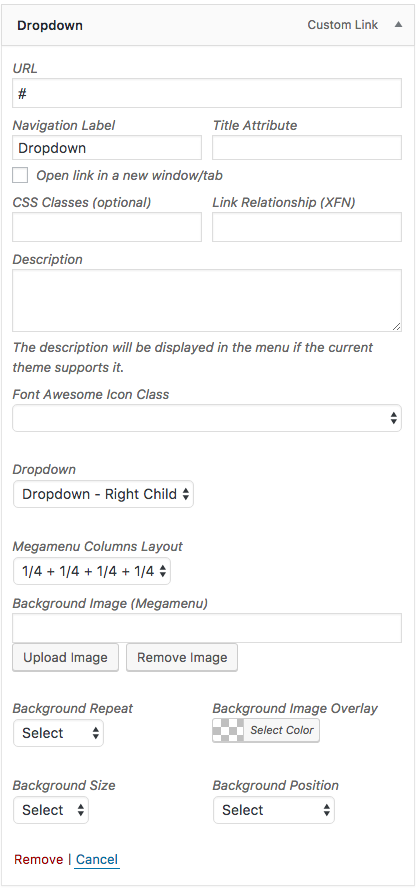 Dropdown Custom Link
URL
#
Navigation Label Title Attribute
Dropdown
Open link in a new window/tab
CSS Classes (optional) Link Relationship (XFN)
Description
The description will be displayed in the menu if the current
theme supports it.
Font Awesome Icon Class
Dropdown
Dropdown - Right Child
Megamenu Columns Layout
1/4 + 1/4 + 1/4 + 1/4
Background Image (Megamenu)
Upload Image Remove Image
Background Repeat Background Image Overlay
Select Select Color
Background Size Background Position
Select Select
Remove | Cancel